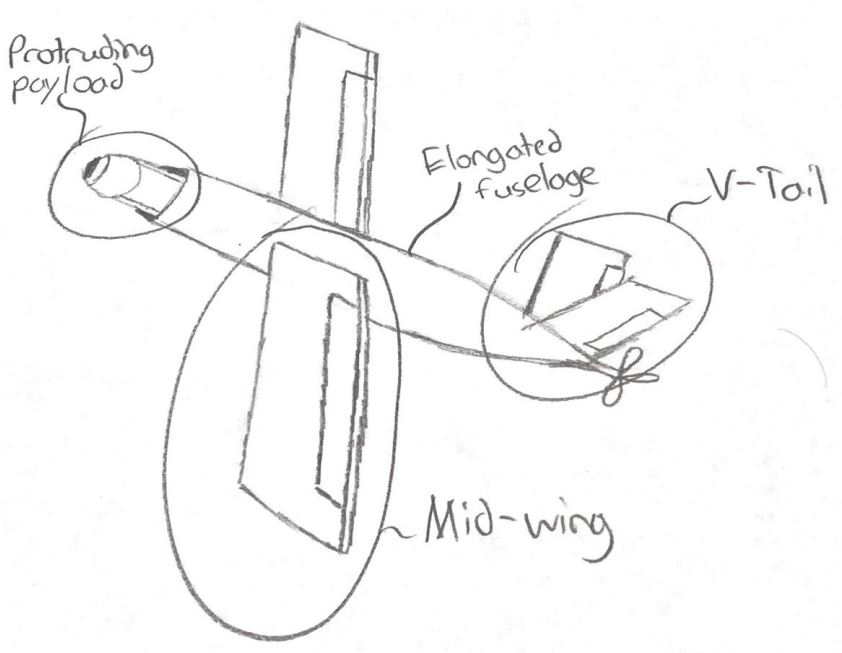 Protruding
payload
Elongated
fuselage
V-Tail
Mid-wing